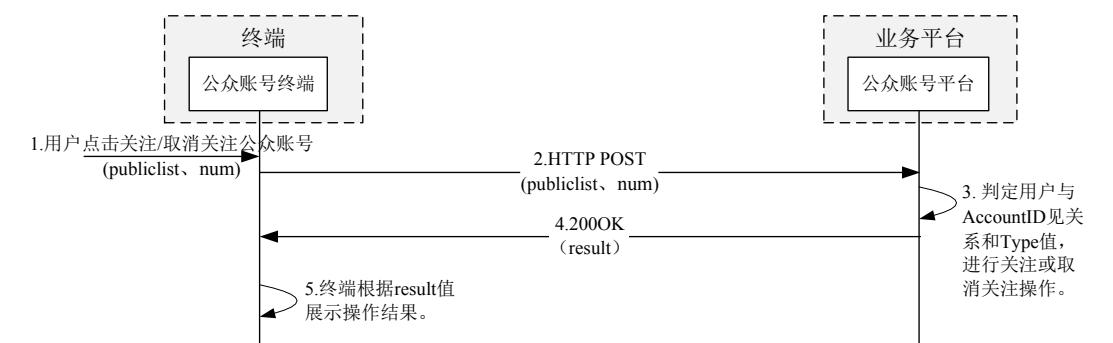 终端
业务平台
公众账号终端
公众账号平台
1.用户点击关注/取消关注公众账号
(publiclist、num)
2.HTTP POST
(publiclist、num)
3. 判定用户与
AccountID见关
系和Type值，
进行关注或取
消关注操作。
4.200OK
（result）
5.终端根据result值
展示操作结果。